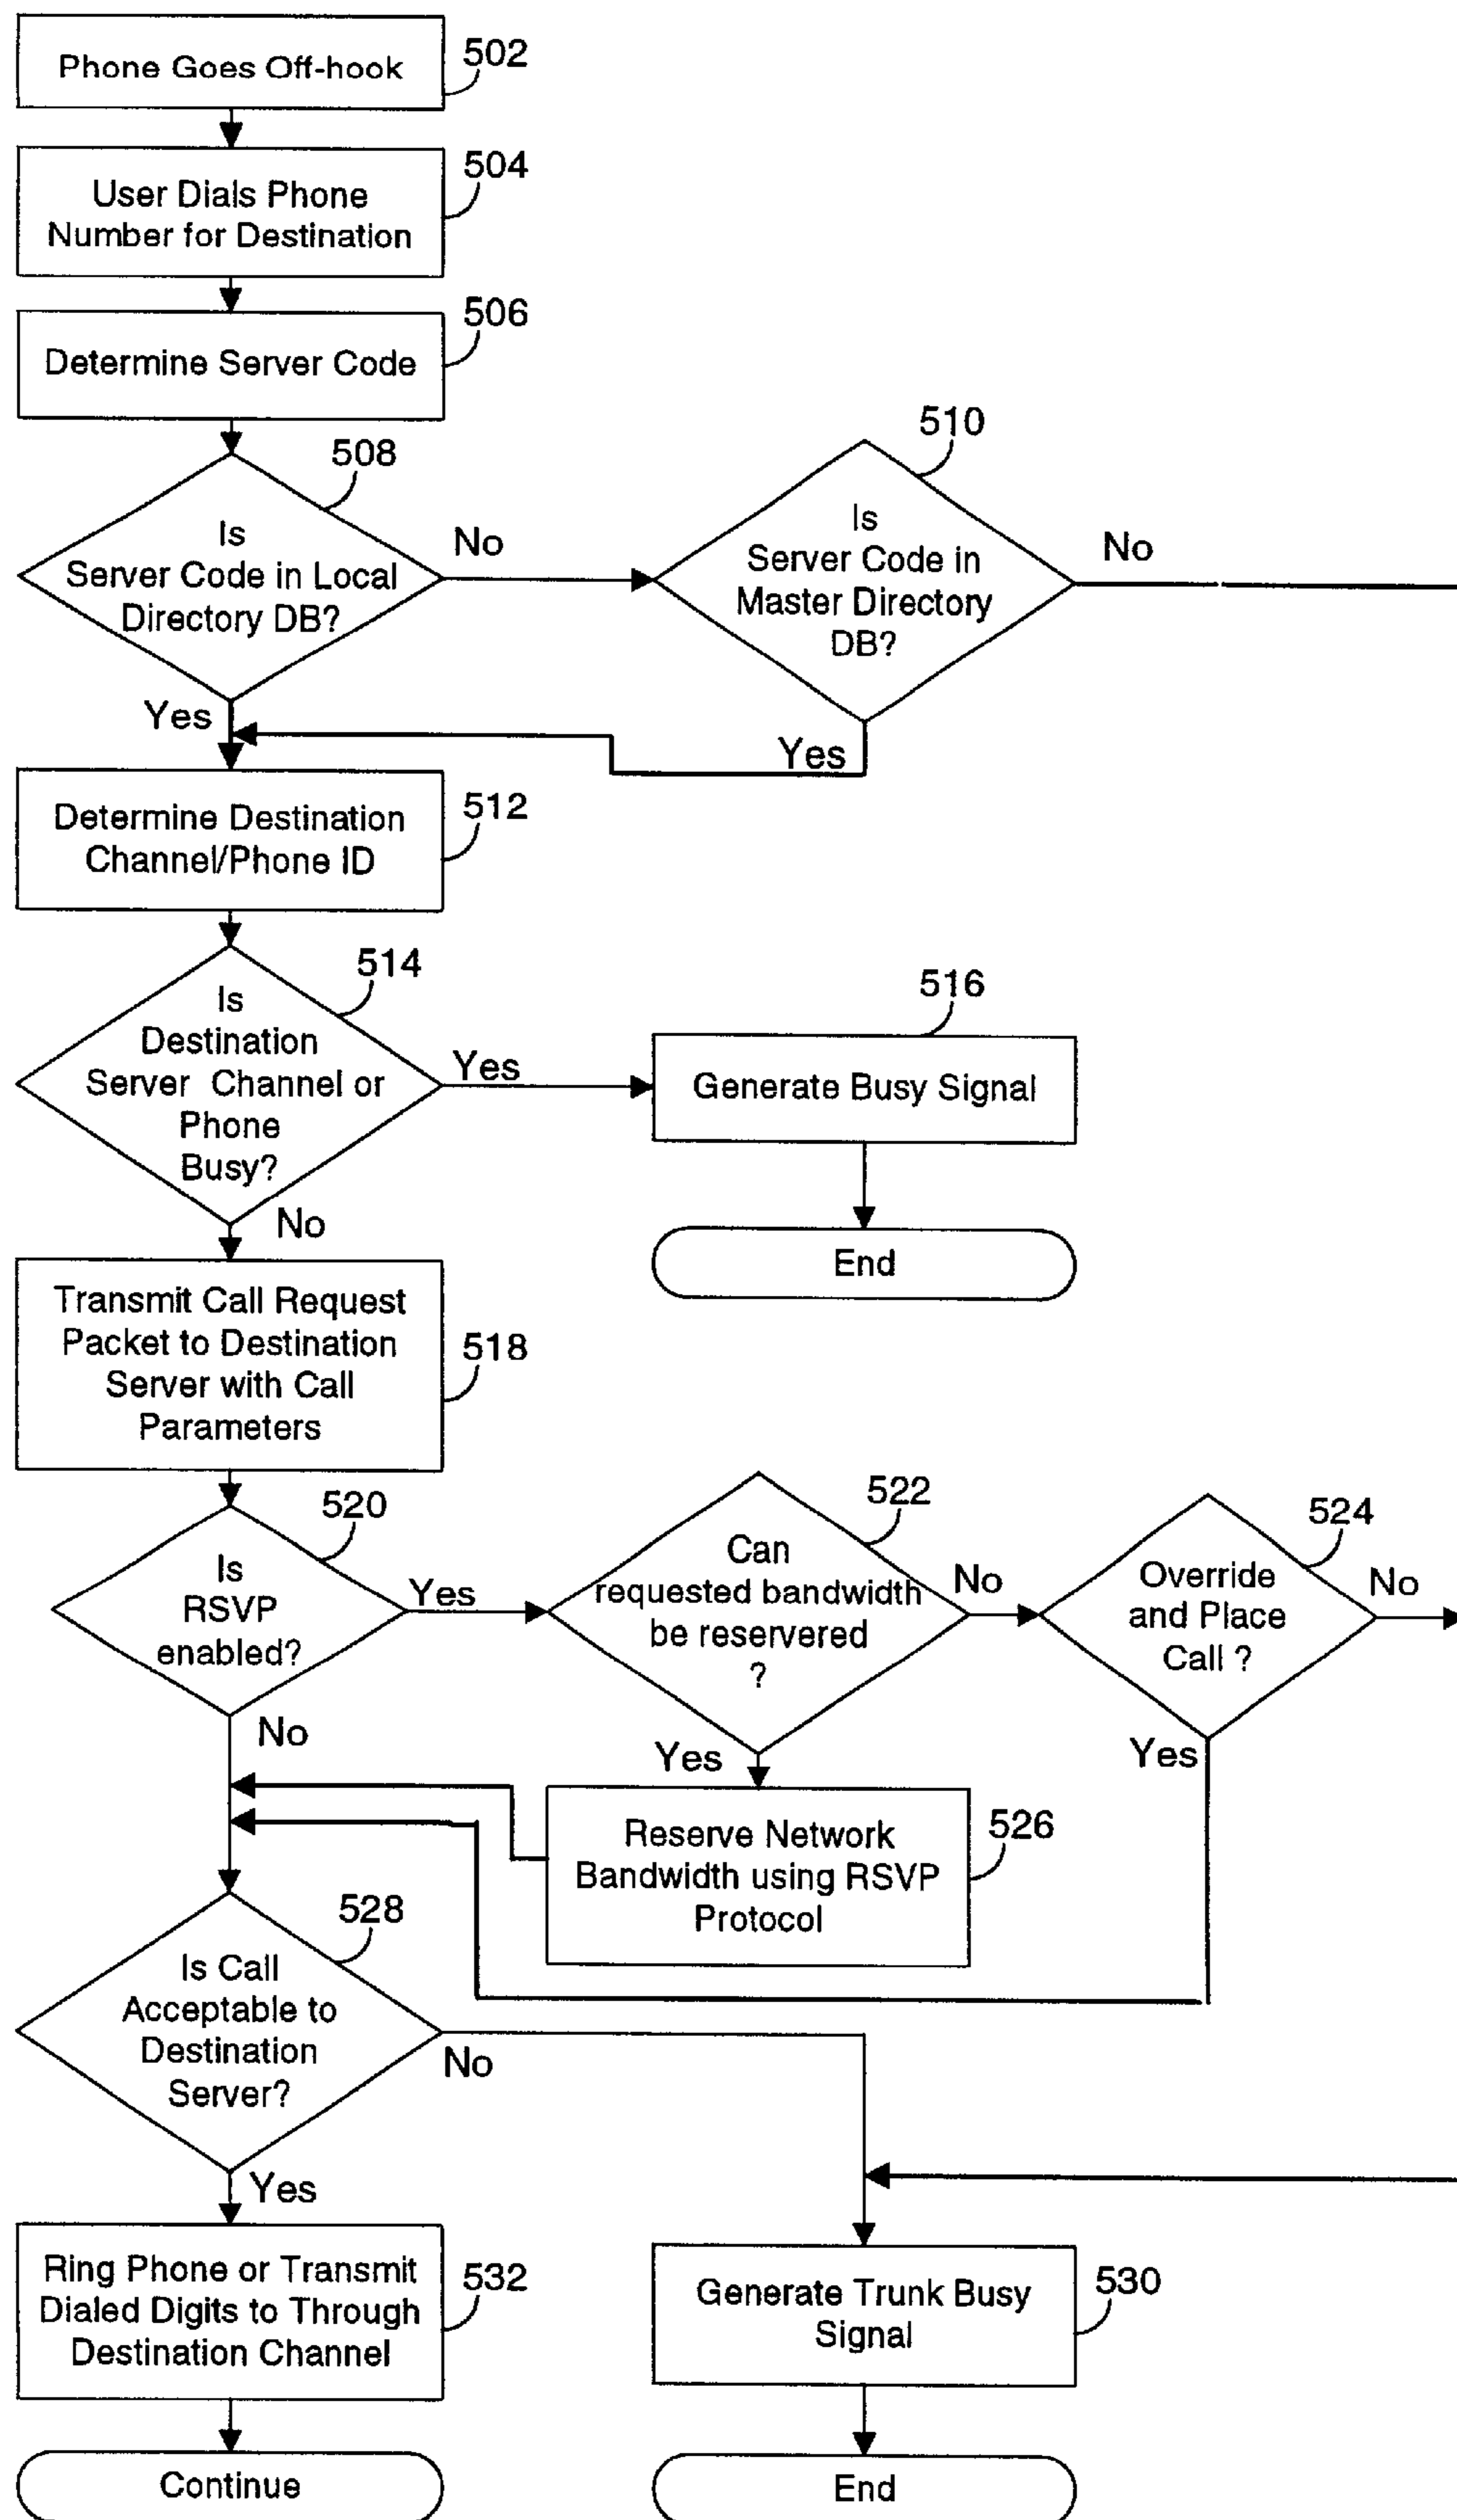 Phone Goes Off-hook
502
User Dials Phone
Number for Destination
504
Determine Server Code
506
Is
Server Code in Local
Directory DB?
508
No
Yes
Is
Server Code in
Master Directory
DB?
510
No
Yes
Determine Destination
Channel/Phone ID
512
Is
Destination
Server Channel or
Phone
Busy?
514
Yes
No
Generate Busy Signal
516
End
Transmit Call Request
Packet to Destination
Server with Call
Parameters
518
Is
RSVP
enabled?
520
Yes
No
Can
requested bandwidth
be reservered
?
522
No
Yes
Override
and Place
Call ?
524
No
Yes
Reserve Network
Bandwidth using RSVP
Protocol
526
Is Call
Acceptable to
Destination
Server?
528
No
Yes
Ring Phone or Transmit
Dialed Digits to Through
Destination Channel
532
Generate Trunk Busy
Signal
530
Continue
End